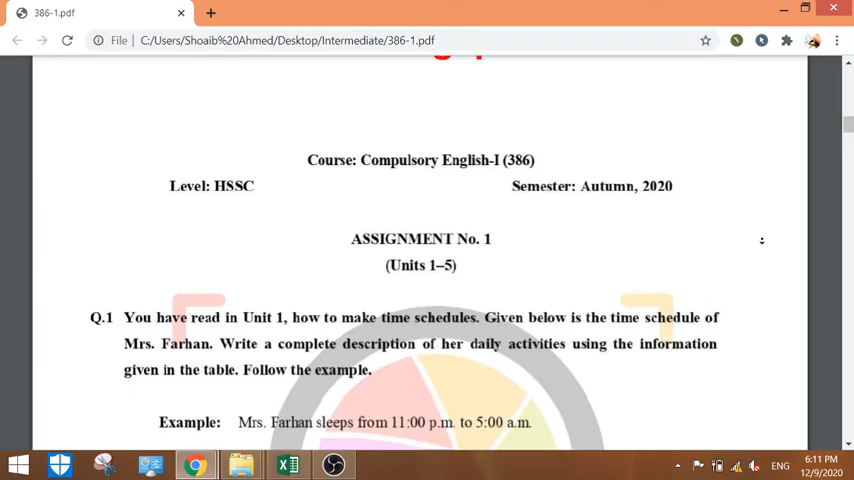 386-1.pdf
File
C:/Users/Shoaib%20Ahmed/Desktop/Intermediate/386-1.pdf
Course: Compulsory English-I (386)
Level: HSSC
Semester: Autumn, 2020
ASSIGNMENT No. 1
(Units 1–5)
Q.1 You have read in Unit 1, how to make time schedules. Given below is the time schedule of
Mrs. Farhan. Write a complete description of her daily activities using the information
given in the table. Follow the example.
Example: Mrs. Farhan sleeps from 11:00 p.m. to 5:00 a.m.
ENG
6:11 PM
12/9/2020